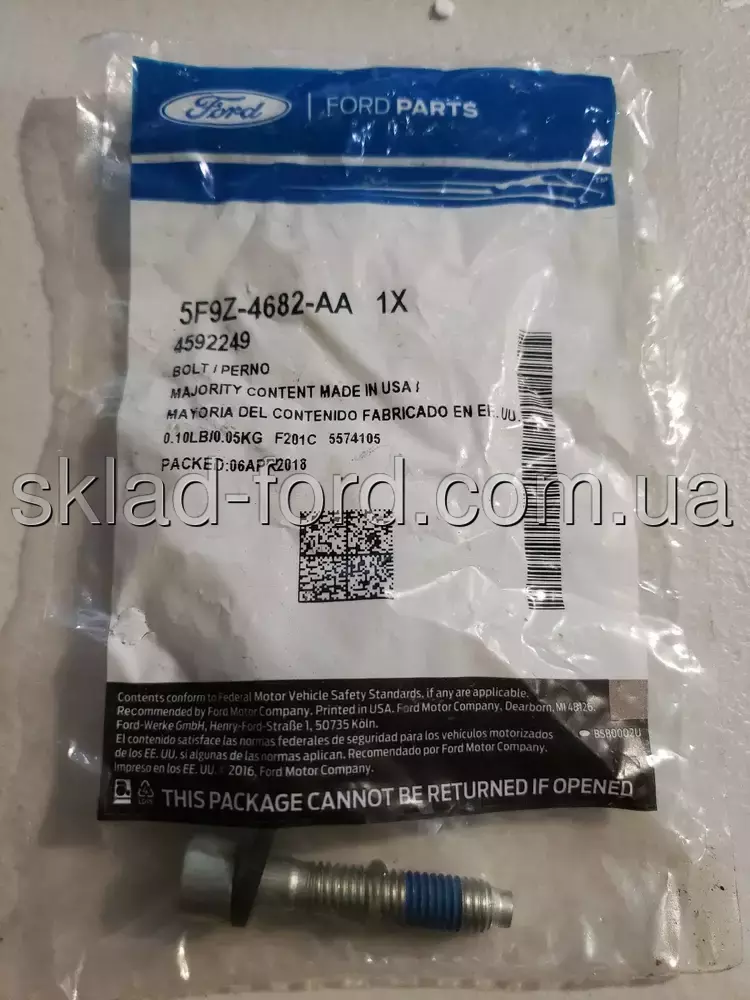 Ford | FORD PARTS
5F9Z-4682-AA 1X
4592249
BOLT / PERNO
MAJORITY CONTENT MADE IN USA /
MAYORIA DEL CONTENIDO FABRICADO EN EE.UU
0.10LB/0.05KG F201C 5574105
PACKED:06APR2018
sklad-ford.com.ua
Contents conform to Federal Motor Vehicle Safety Standards, if any are applicable.
Recommended by Ford Motor Company. Printed in USA. Ford Motor Company, Dearborn, MI 48126.
Ford-Werke GmbH, Henry-Ford-Straße 1, 50735 Köln.
El contenido satisface las normas federales de seguridad para los vehículos motorizados
de los EE. UU. si algunas de las normas aplican. Recomendado por Ford Motor Company.
Impreso en los EE. UU. 2016, Ford Motor Company.
THIS PACKAGE CANNOT BE RETURNED IF OPENED